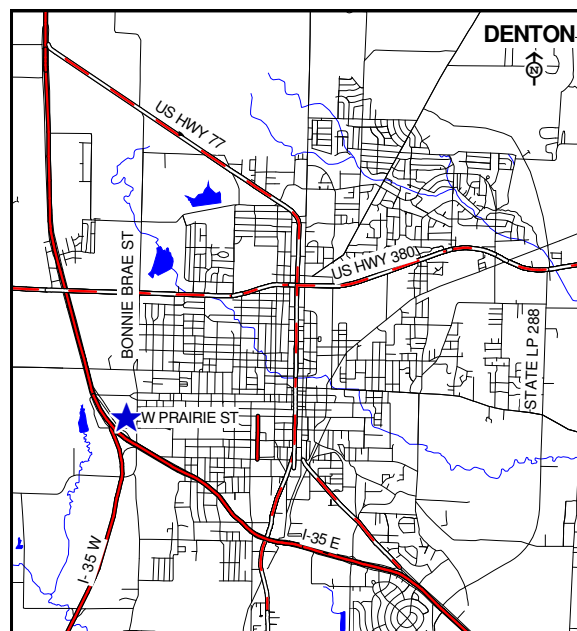 DENTON
N
US HWY 77
BONNIE BRAE ST
US HWY 380
STATE LP 288
W PRAIRIE ST
I-35 E
I-35 W